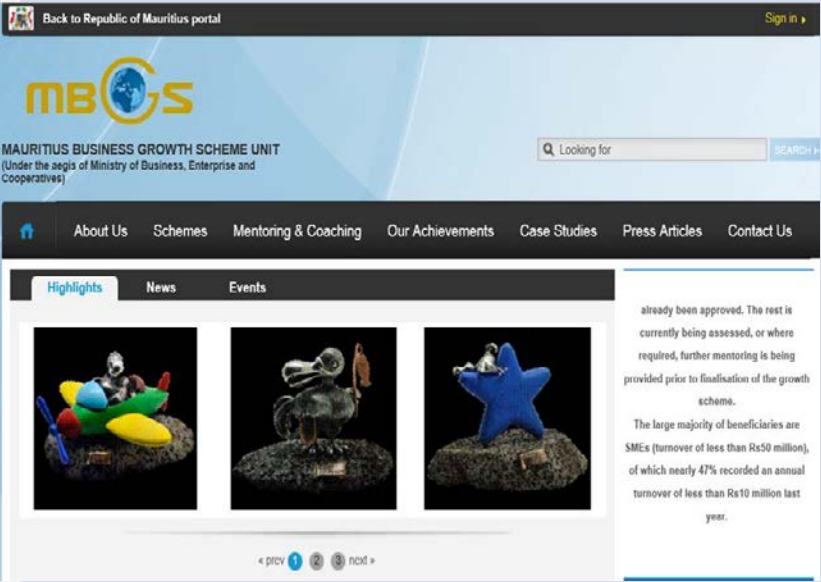 Back to Republic of Mauritius portal
Sign in
MBGS
MAURITIUS BUSINESS GROWTH SCHEME UNIT
(Under the aegis of Ministry of Business, Enterprise and
Cooperatives)
Looking for
SEARCH
About Us Schemes Mentoring & Coaching Our Achievements Case Studies Press Articles Contact Us
Highlights News Events
already been approved. The rest is
currently being assessed, or where
required, further mentoring is being
provided prior to finalisation of the growth
scheme.
The large majority of beneficiaries are
SMEs (turnover of less than Rs50 million),
of which nearly 47% recorded an annual
turnover of less than Rs10 million last
year.
« prev 1 2 3 next »